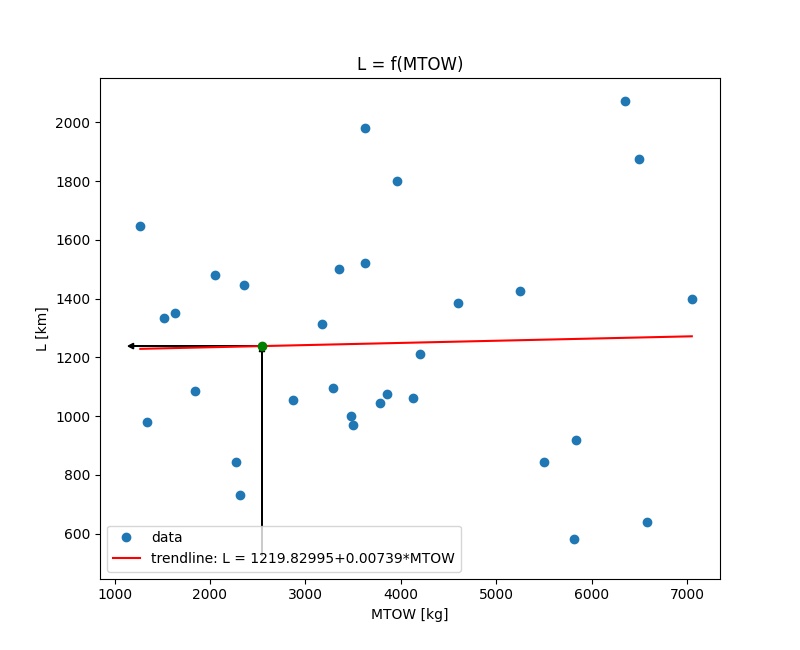 L = f(MTOW)
2000
1800
1600
1400
1200
1000
800
600
L [km]
data
trendline: L = 1219.82995+0.00739*MTOW
1000 2000 3000 4000 5000 6000 7000
MTOW [kg]